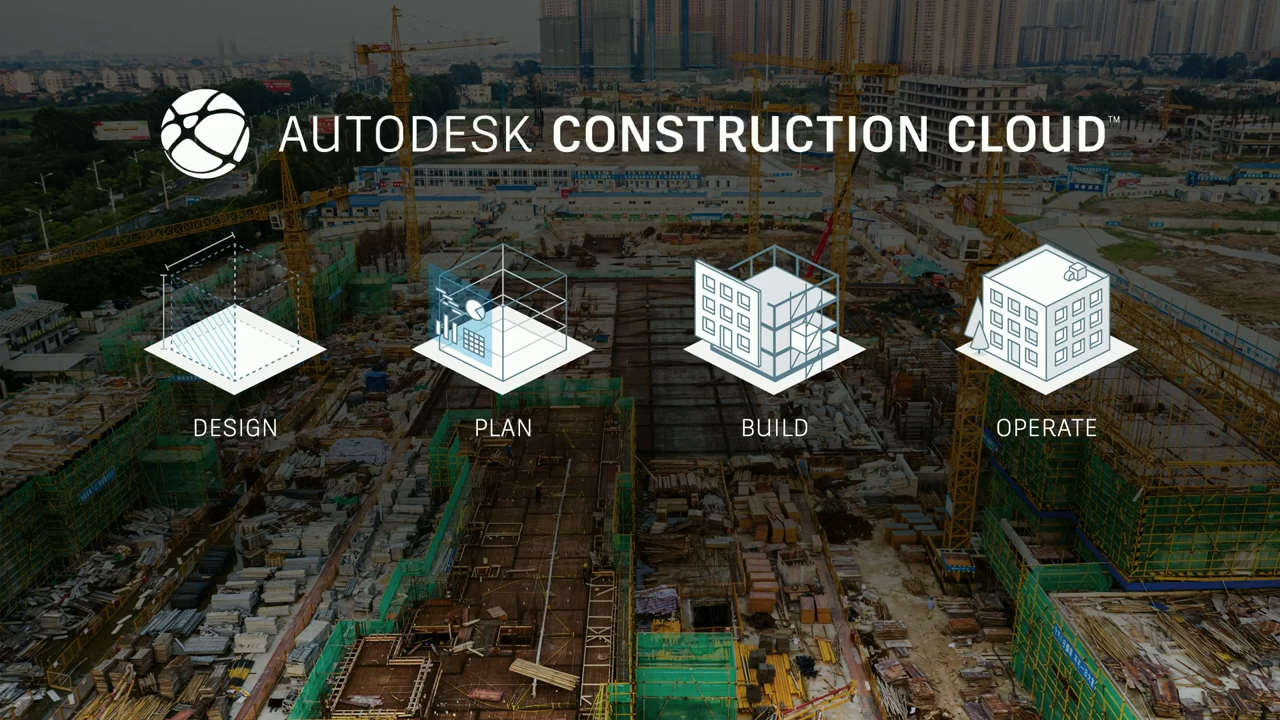 AUTODESK CONSTRUCTION CLOUD™
DESIGN
PLAN
BUILD
OPERATE